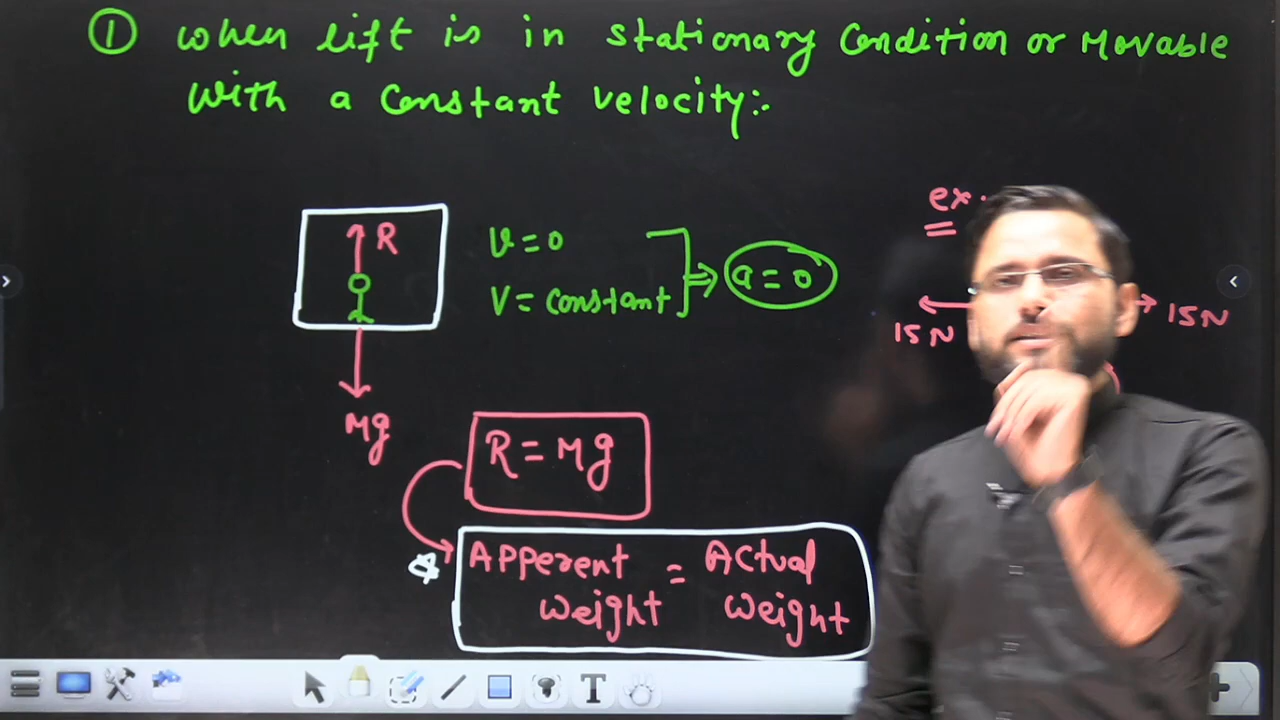 ① when lift is in stationary condition or Movable
with a constant velocity:.
R
v = 0
V = constant
⇒ a = 0
Mg
R = Mg
Apperent weight = Actual weight
ex.
15N
15N
T